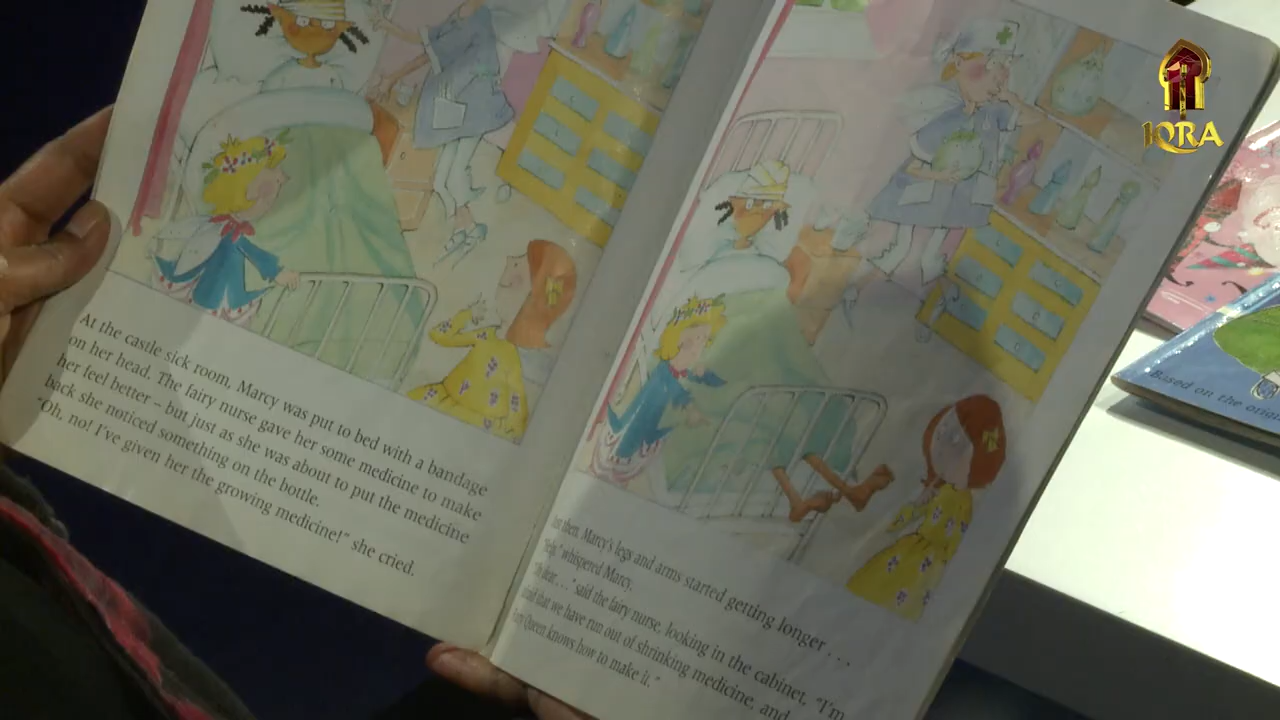 At the castle sick room, Marcy was put to bed with a bandage
on her head. The fairy nurse gave her some medicine to make
her feel better – but just as she was about to put the medicine
back she noticed something on the bottle.
"Oh, no! I've given her the growing medicine!" she cried.
then, Marcy's legs and arms started getting longer . . .
whispered Marcy.
. . ." said the fairy nurse, looking in the cabinet, "I'm
that we have run out of shrinking medicine, and
Queen knows how to make it."
IQRA
Based on the